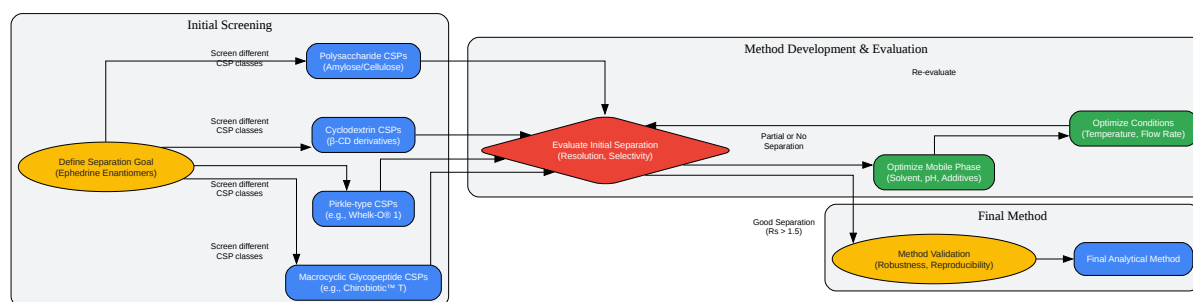 Initial Screening
Screen different
CSP classes
Polysaccharide CSPs
(Amylose/Cellulose)
Screen different
CSP classes
Cyclodextrin CSPs
(β-CD derivatives)
Define Separation Goal
(Ephedrine Enantiomers)
Screen different
CSP classes
Pirkle-type CSPs
(e.g., Whelk-O® 1)
Screen different
CSP classes
Macrocyclic Glycopeptide CSPs
(e.g., Chirobiotic™ T)
Method Development & Evaluation
Re-evaluate
Evaluate Initial Separation
(Resolution, Selectivity)
Partial or No
Separation
Optimize Conditions
(Temperature, Flow Rate)
Optimize Mobile Phase
(Solvent, pH, Additives)
Good Separation
(Rs > 1.5)
Final Method
Method Validation
(Robustness, Reproducibility)
Final Analytical Method